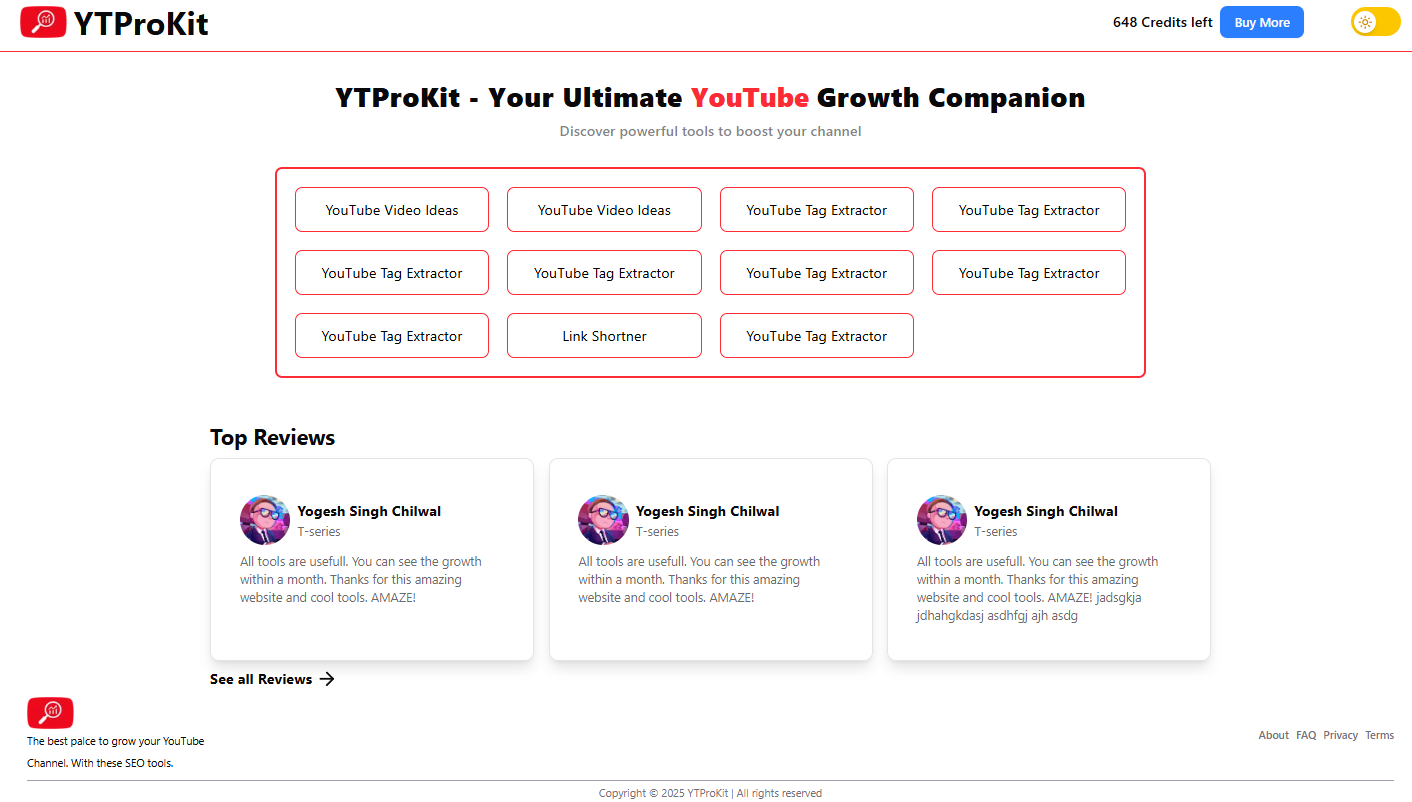 YTProKit
648 Credits left
Buy More
YTProKit - Your Ultimate YouTube Growth Companion
Discover powerful tools to boost your channel
YouTube Video Ideas
YouTube Video Ideas
YouTube Tag Extractor
YouTube Tag Extractor
YouTube Tag Extractor
YouTube Tag Extractor
YouTube Tag Extractor
YouTube Tag Extractor
YouTube Tag Extractor
Link Shortner
YouTube Tag Extractor
Top Reviews
Yogesh Singh Chilwal
T-series
All tools are usefull. You can see the growth
within a month. Thanks for this amazing
website and cool tools. AMAZE!
Yogesh Singh Chilwal
T-series
All tools are usefull. You can see the growth
within a month. Thanks for this amazing
website and cool tools. AMAZE!
Yogesh Singh Chilwal
T-series
All tools are usefull. You can see the growth
within a month. Thanks for this amazing
website and cool tools. AMAZE! jadsgkja
jdhahgkdasj asdhfgj ajh asdg
See all Reviews
The best palce to grow your YouTube
Channel. With these SEO tools.
About FAQ Privacy Terms
Copyright © 2025 YTProKit | All rights reserved